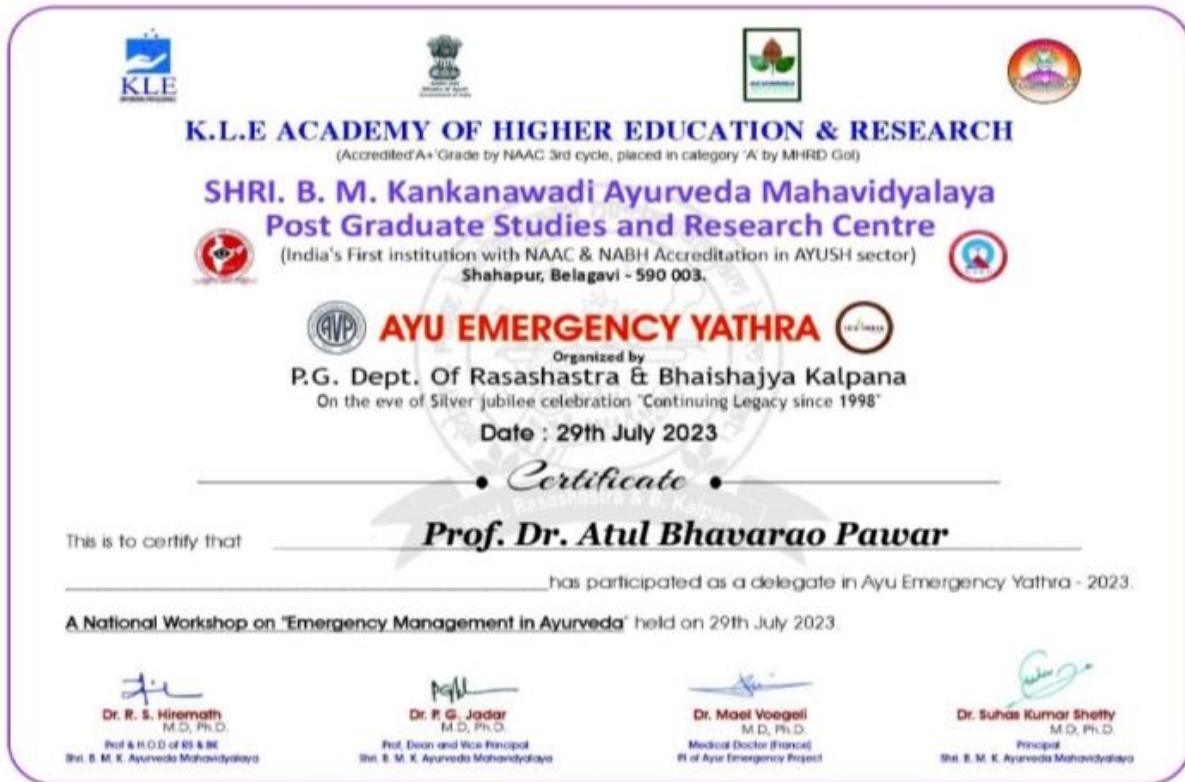 KLE
K.L.E ACADEMY OF HIGHER EDUCATION & RESEARCH
(Accredited'A+'Grade by NAAC 3rd cycle, placed in category 'A' by MHRD GoI)
SHRI. B. M. Kankanawadi Ayurveda Mahavidyalaya
Post Graduate Studies and Research Centre
(India's First institution with NAAC & NABH Accreditation in AYUSH sector)
Shahapur, Belagavi - 590 003.
AVP AYU EMERGENCY YATHRA
Organized by
P.G. Dept. Of Rasashastra & Bhaishajya Kalpana
On the eve of Silver jubilee celebration "Continuing Legacy since 1998"
Date : 29th July 2023
Certificate
Dept. Rasashastra & B. Kalpana
This is to certify that Prof. Dr. Atul Bhavarao Pawar
has participated as a delegate in Ayu Emergency Yathra - 2023.
A National Workshop on "Emergency Management in Ayurveda" held on 29th July 2023.
Dr. R. S. Hiremath Dr. P. G. Jadar Dr. Mael Voegeli Dr. Suhas Kumar Shetty
M.D, Ph.D. M.D, Ph.D. M.D, Ph.D. M.D, Ph.D.
Prof & H.O.D of RS & BK Prof, Dean and Vice Principal Medical Doctor (France) Principal
Shri. B. M. K. Ayurveda Mahavidyalaya Shri. B. M. K. Ayurveda Mahavidyalaya PI of Ayur Emergency Project Shri. B. M. K. Ayurveda Mahavidyalaya